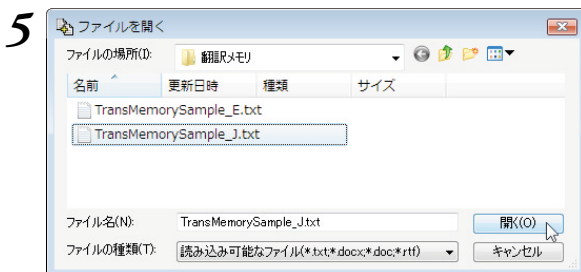 5
ファイルを開く
ファイルの場所(I): 翻訳メモリ
名前 更新日時 種類 サイズ
TransMemorySample_E.txt
TransMemorySample_J.txt
ファイル名(N): TransMemorySample_J.txt 開く(O)
ファイルの種類(T): 読み込み可能なファイル(*.txt;*.docx;*.doc;*.rtf) キャンセル